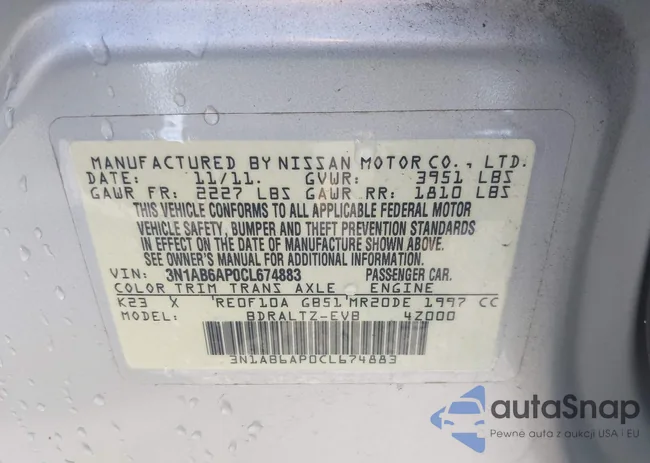 MANUFACTURED BY NISSAN MOTOR CO., LTD.
DATE: 11/11. GVWR: 3951 LBS
GAWR FR: 2227 LBS GAWR RR: 1810 LBS
THIS VEHICLE CONFORMS TO ALL APPLICABLE FEDERAL MOTOR
VEHICLE SAFETY, BUMPER AND THEFT PREVENTION STANDARDS
IN EFFECT ON THE DATE OF MANUFACTURE SHOWN ABOVE.
SEE OWNER'S MANUAL FOR ADDITIONAL INFORMATION.
VIN: 3N1AB6AP0CL674883 PASSENGER CAR.
COLOR TRIM TRANS AXLE ENGINE
K23 X 'RE0F10A GB51'MR20DE 1997 CC
MODEL: BDRALTZ-EVB 4Z000
3N1AB6AP0CL674883
autaSnap
Pewne auta z aukcji USA i EU